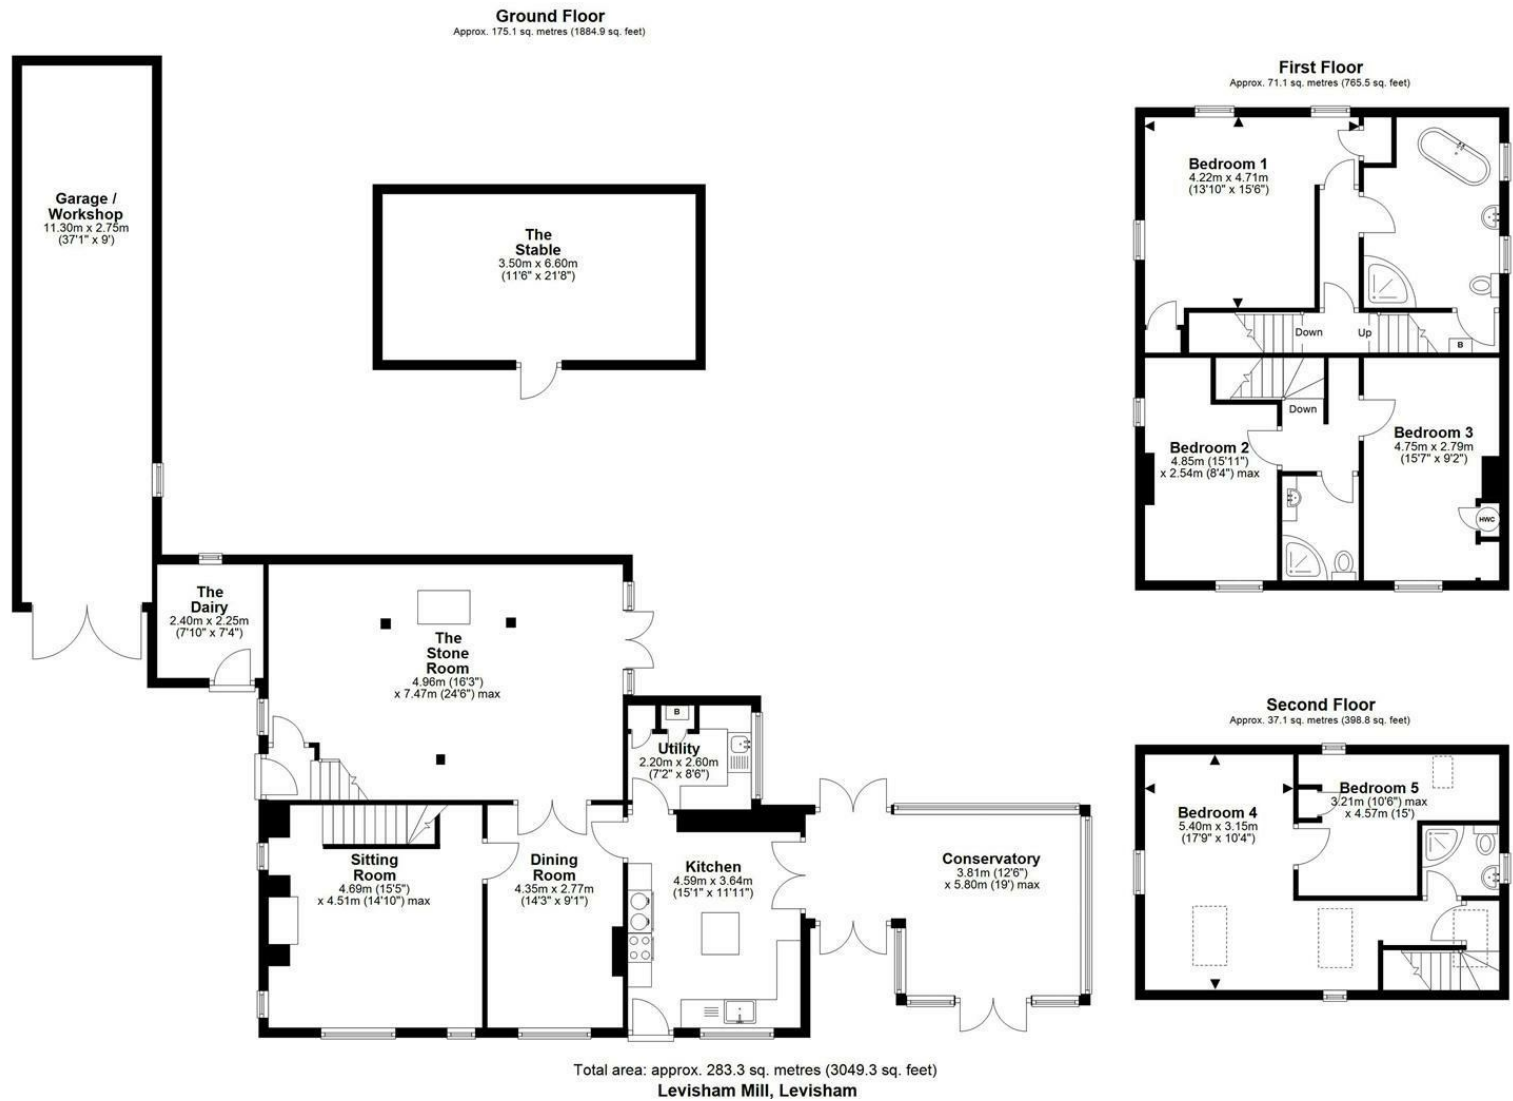 Ground Floor
Approx. 175.1 sq. metres (1884.9 sq. feet)
Garage /
Workshop
11.30m x 2.75m
(37'1" x 9')
The
Stable
3.50m x 6.60m
(11'6" x 21'8")
The
Dairy
2.40m x 2.25m
(7'10" x 7'4")
The
Stone
Room
4.96m (16'3")
x 7.47m (24'6") max
B
Utility
2.20m x 2.60m
(7'2" x 8'6")
Sitting
Room
4.69m (15'5")
x 4.51m (14'10") max
Dining
Room
4.35m x 2.77m
(14'3" x 9'1")
Kitchen
4.59m x 3.64m
(15'1" x 11'11")
Conservatory
3.81m (12'6")
x 5.80m (19') max
First Floor
Approx. 71.1 sq. metres (765.5 sq. feet)
Bedroom 1
4.22m x 4.71m
(13'10" x 15'6")
Down
Up
B
Down
Bedroom 2
4.85m (15'11")
x 2.54m (8'4") max
Bedroom 3
4.75m x 2.79m
(15'7" x 9'2")
HWC
Second Floor
Approx. 37.1 sq. metres (398.8 sq. feet)
Bedroom 4
5.40m x 3.15m
(17'9" x 10'4")
Bedroom 5
3.21m (10'6") max
x 4.57m (15')
Total area: approx. 283.3 sq. metres (3049.3 sq. feet)
Levisham Mill, Levisham